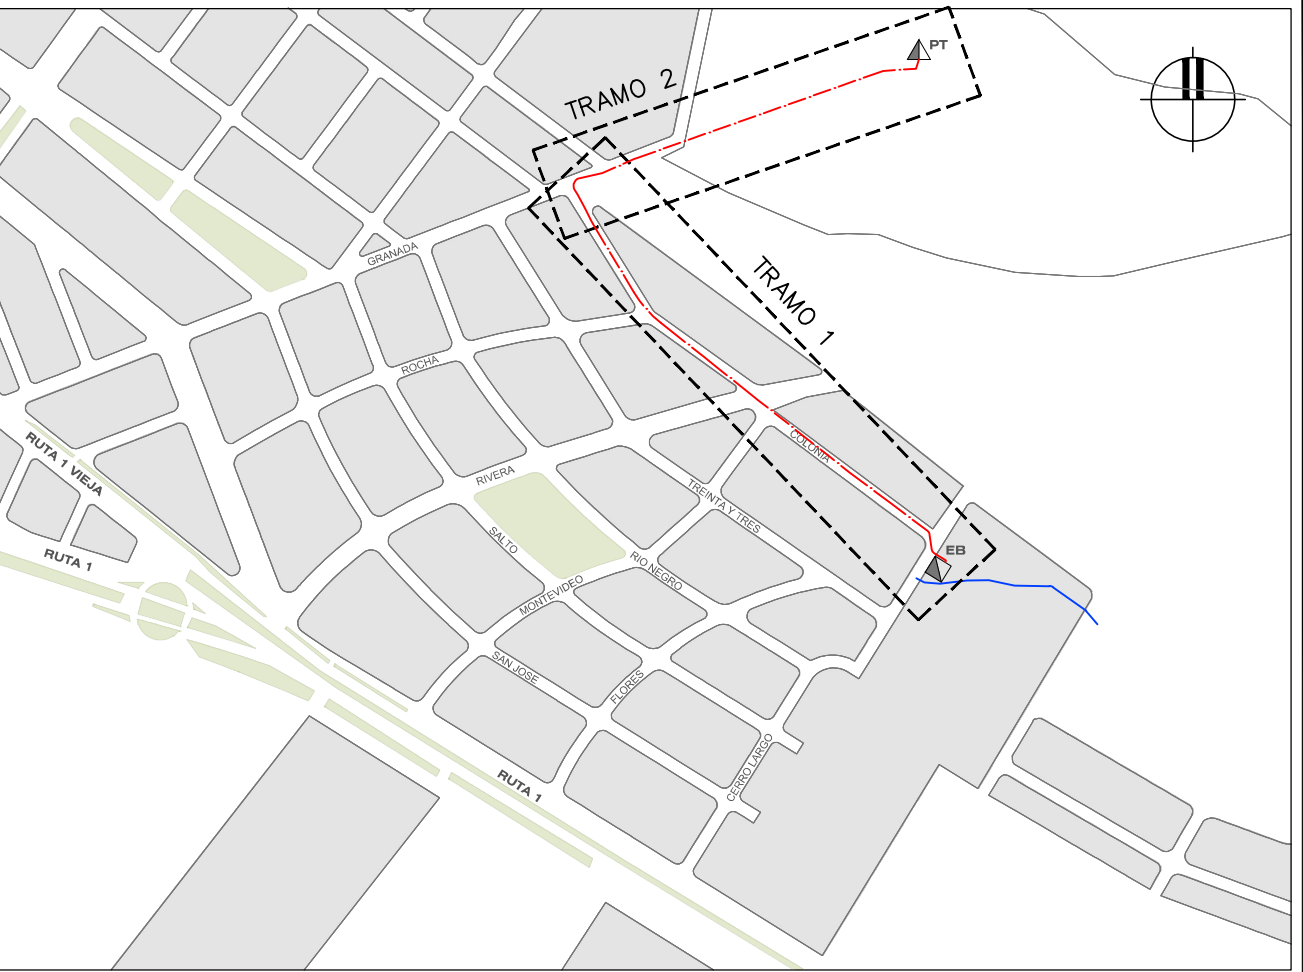 PT
TRAMO 2
GRANADA
TRAMO 1
ROCHA
COLONIA
RUTA 1 VIEJA
RIVERA
TREINTA Y TRES
SALTO
RUTA 1
EB
RIO NEGRO
MONTEVIDEO
SAN JOSE
FLORES
CERRO LARGO
RUTA 1